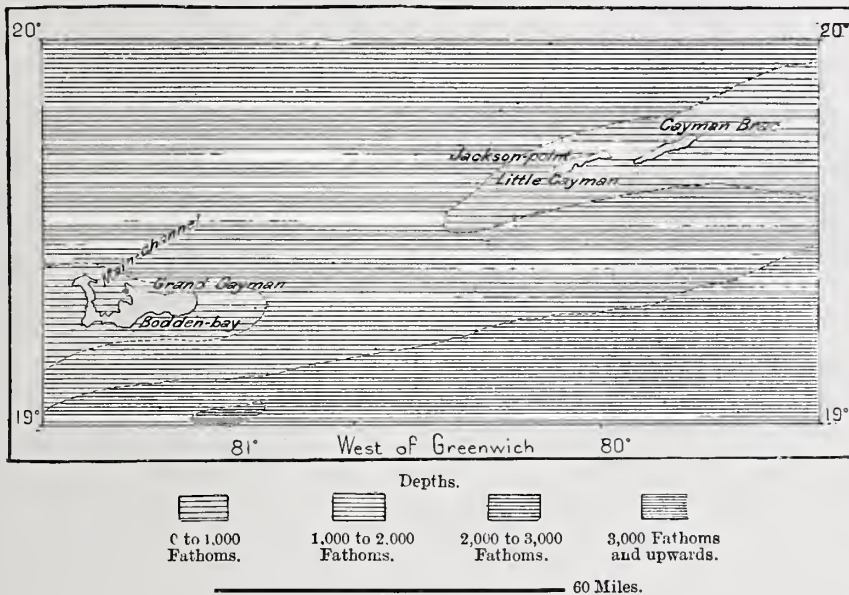 20° 20°
Cayman Brac
Jackson-point
Little Cayman
Main-channel
Grand Cayman
Bodden-bay
19° 19°
81° West of Greenwich 80°
Depths.
0 to 1,000 1,000 to 2,000 2,000 to 3,000 3,000 Fathoms
Fathoms. Fathoms. Fathoms. and upwards.
60 Miles.